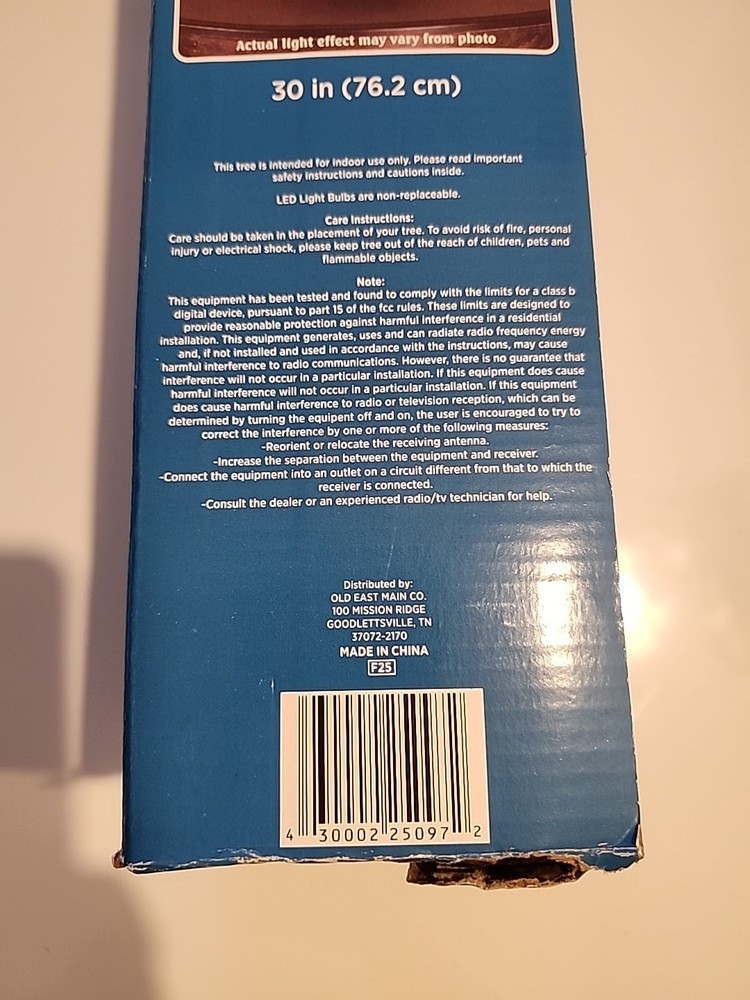 Actual light effect may vary from photo
30 in (76.2 cm)
This tree is intended for indoor use only. Please read important
safety instructions and cautions inside.
LED Light Bulbs are non-replaceable.
Care Instructions:
Care should be taken in the placement of your tree. To avoid risk of fire, personal
injury or electrical shock, please keep tree out of the reach of children, pets and
flammable objects.
Note:
This equipment has been tested and found to comply with the limits for a class b
digital device, pursuant to part 15 of the fcc rules. These limits are designed to
provide reasonable protection against harmful interference in a residential
installation. This equipment generates, uses and can radiate radio frequency energy
and, if not installed and used in accordance with the instructions, may cause
harmful interference to radio communications. However, there is no guarantee that
interference will not occur in a particular installation. If this equipment does cause
harmful interference will not occur in a particular installation. If this equipment
does cause harmful interference to radio or television reception, which can be
determined by turning the equipent off and on, the user is encouraged to try to
correct the interference by one or more of the following measures:
-Reorient or relocate the receiving antenna.
-Increase the separation between the equipment and receiver.
-Connect the equipment into an outlet on a circuit different from that to which the
receiver is connected.
-Consult the dealer or an experienced radio/tv technician for help.
Distributed by:
OLD EAST MAIN CO.
100 MISSION RIDGE
GOODLETTSVILLE, TN
37072-2170
MADE IN CHINA
F25
4 30002 25097 2